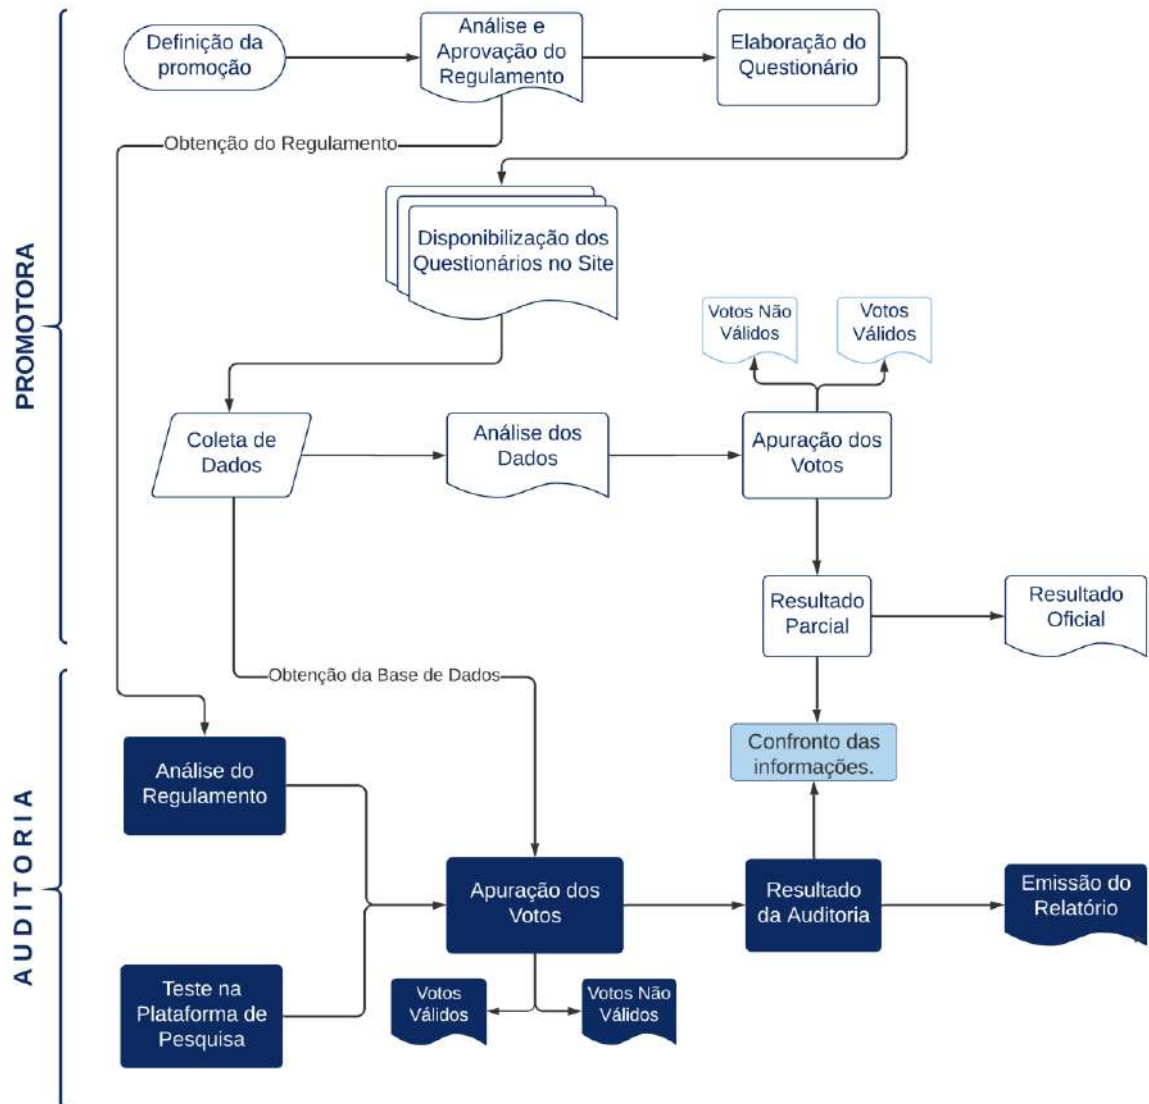 Definição da
promoção
Análise e
Aprovação do
Regulamento
Elaboração do
Questionário
Obtenção do Regulamento
PROMOTORA
Disponibilização dos
Questionários no Site
Votos Não
Válidos
Votos
Válidos
Coleta de
Dados
Análise dos
Dados
Apuração dos
Votos
Resultado
Parcial
Resultado
Oficial
Obtenção da Base de Dados
AUDITORIA
Análise do
Regulamento
Confronto das
informações.
Apuração dos
Votos
Resultado
da Auditoria
Emissão do
Relatório
Teste na
Plataforma de
Pesquisa
Votos
Válidos
Votos Não
Válidos